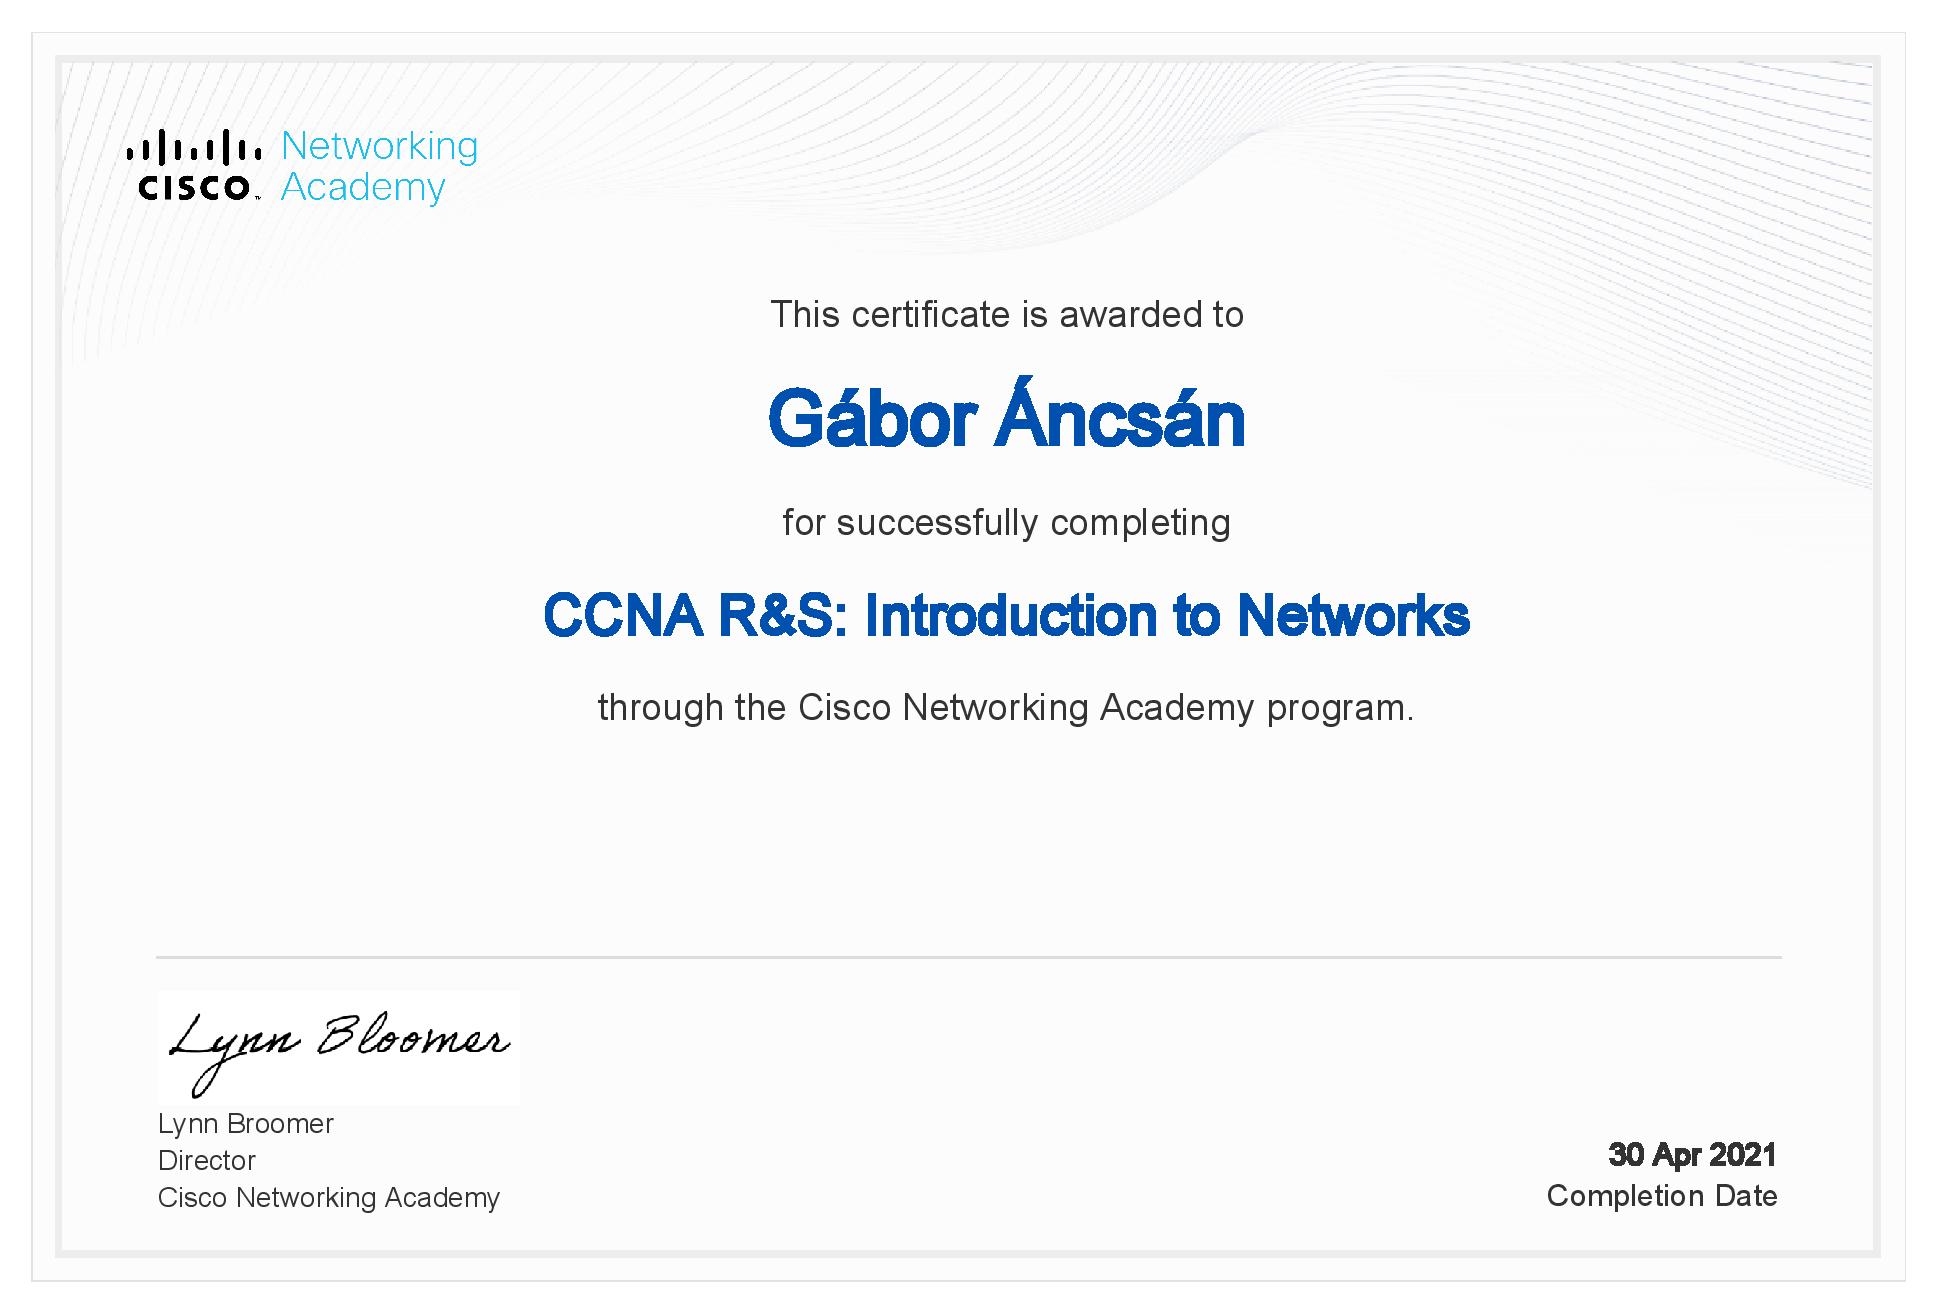 Networking
CISCO™ Academy
This certificate is awarded to
Gábor Áncsán
for successfully completing
CCNA R&S: Introduction to Networks
through the Cisco Networking Academy program.
Lynn Bloomer
Lynn Broomer
Director
Cisco Networking Academy
30 Apr 2021
Completion Date